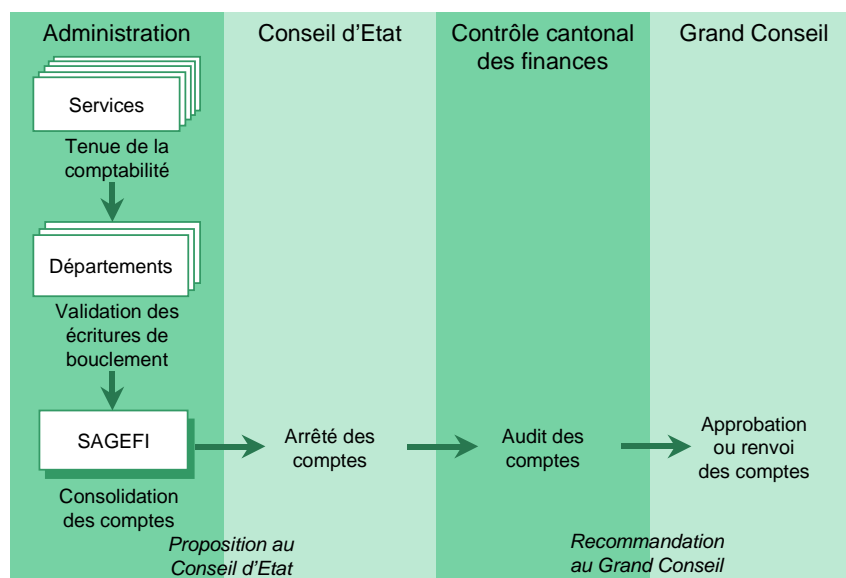 Administration
Conseil d'Etat
Contrôle cantonal
des finances
Grand Conseil
Services
Tenue de la
comptabilité
Départements
Validation des
écritures de
bouclement
SAGEFI
Consolidation
des comptes
Arrêté des
comptes
Audit des
comptes
Approbation
ou renvoi
des comptes
Proposition au
Conseil d'Etat
Recommandation
au Grand Conseil